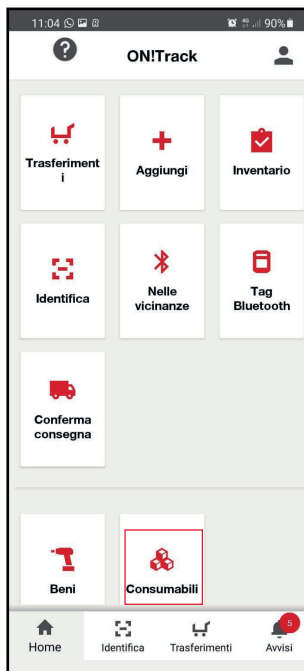 11:04 90%
ON!Track
Trasferiment
i
Aggiungi
Inventario
Identifica
Nelle
vicinanze
Tag
Bluetooth
Conferma
consegna
Beni
Consumabili
5
Home Identifica Trasferimenti Avvisi